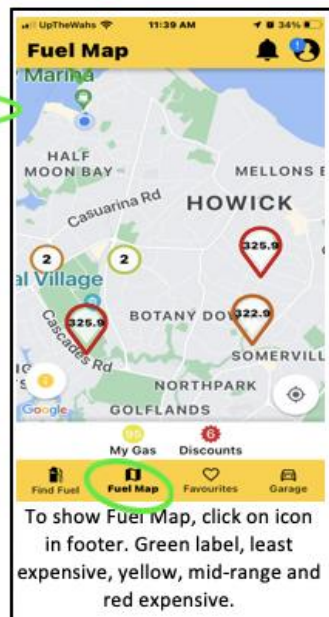 UpTheWahs
11:39 AM
34%
Fuel Map
Marina
HALF
MOON BAY
MELLONS
Casuarina Rd
HOWICK
2
2
al Village
325.9
325.9
322.9
BOTANY DO
Cascades Rd
SOMERVILL
NORTHPARK
Google
GOLFLANDS
6
My Gas
Discounts
Find Fuel
Fuel Map
Favourites
Garage
To show Fuel Map, click on icon
in footer. Green label, least
expensive, yellow, mid-range and
red expensive.